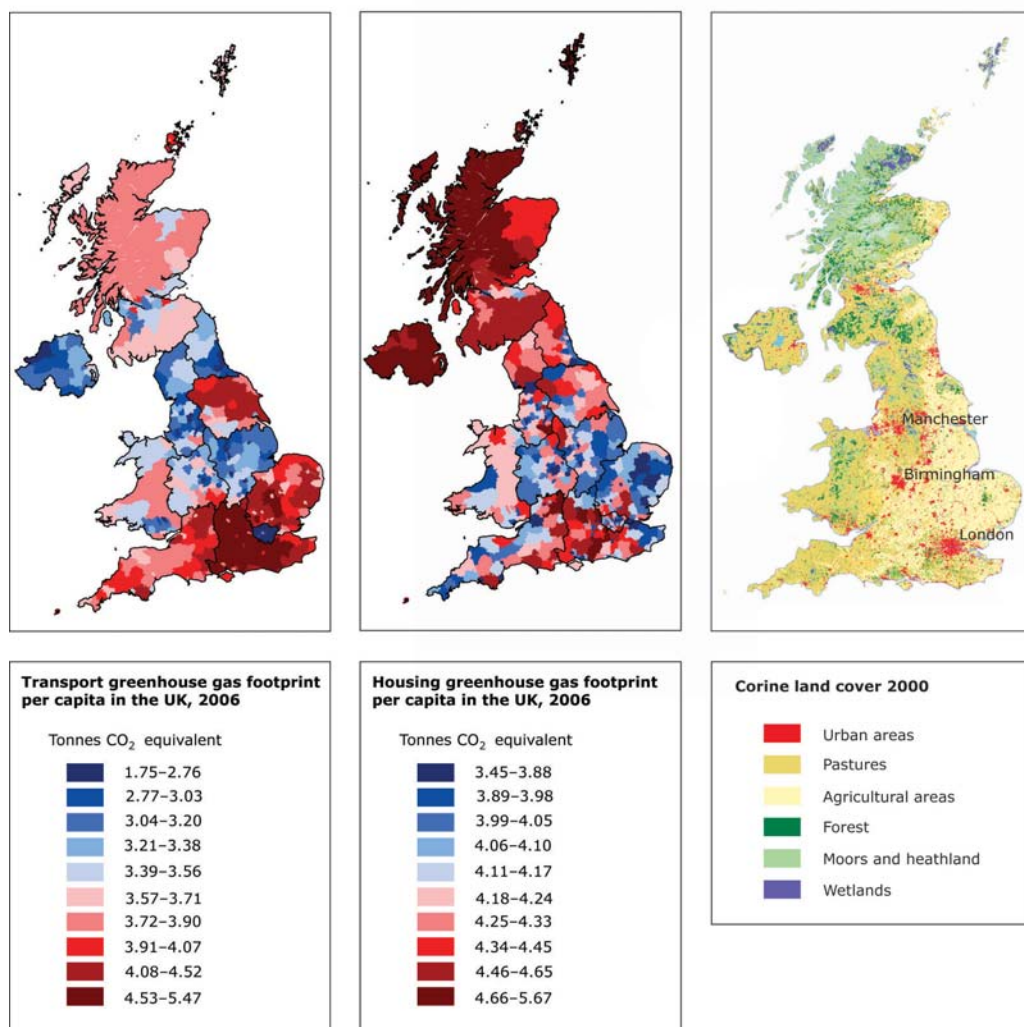 Manchester
Birmingham
London
Transport greenhouse gas footprint
per capita in the UK, 2006
Tonnes CO₂ equivalent
1.75–2.76
2.77–3.03
3.04–3.20
3.21–3.38
3.39–3.56
3.57–3.71
3.72–3.90
3.91–4.07
4.08–4.52
4.53–5.47
Housing greenhouse gas footprint
per capita in the UK, 2006
Tonnes CO₂ equivalent
3.45–3.88
3.89–3.98
3.99–4.05
4.06–4.10
4.11–4.17
4.18–4.24
4.25–4.33
4.34–4.45
4.46–4.65
4.66–5.67
Corine land cover 2000
Urban areas
Pastures
Agricultural areas
Forest
Moors and heathland
Wetlands